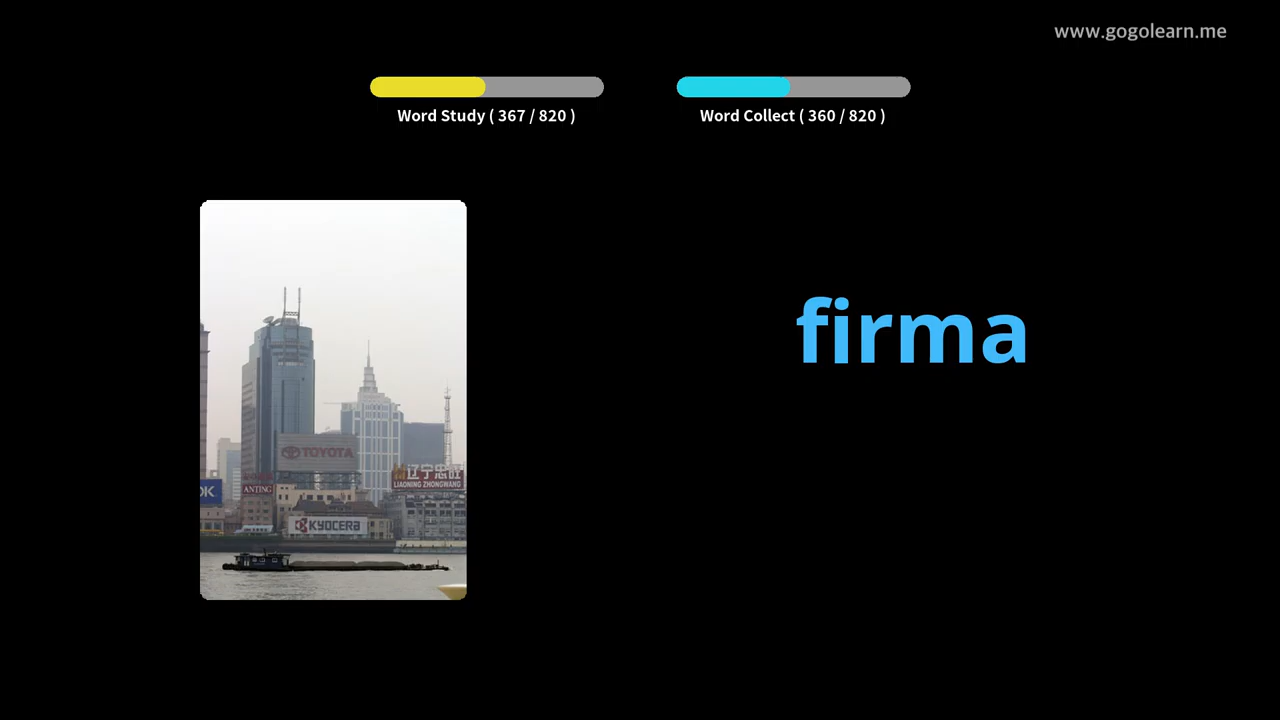 www.gogolearn.me
Word Study ( 367 / 820 )
Word Collect ( 360 / 820 )
firma
TOYOTA
辽宁忠旺
LIAONING ZHONGWANG
ANTING
KYOCERA